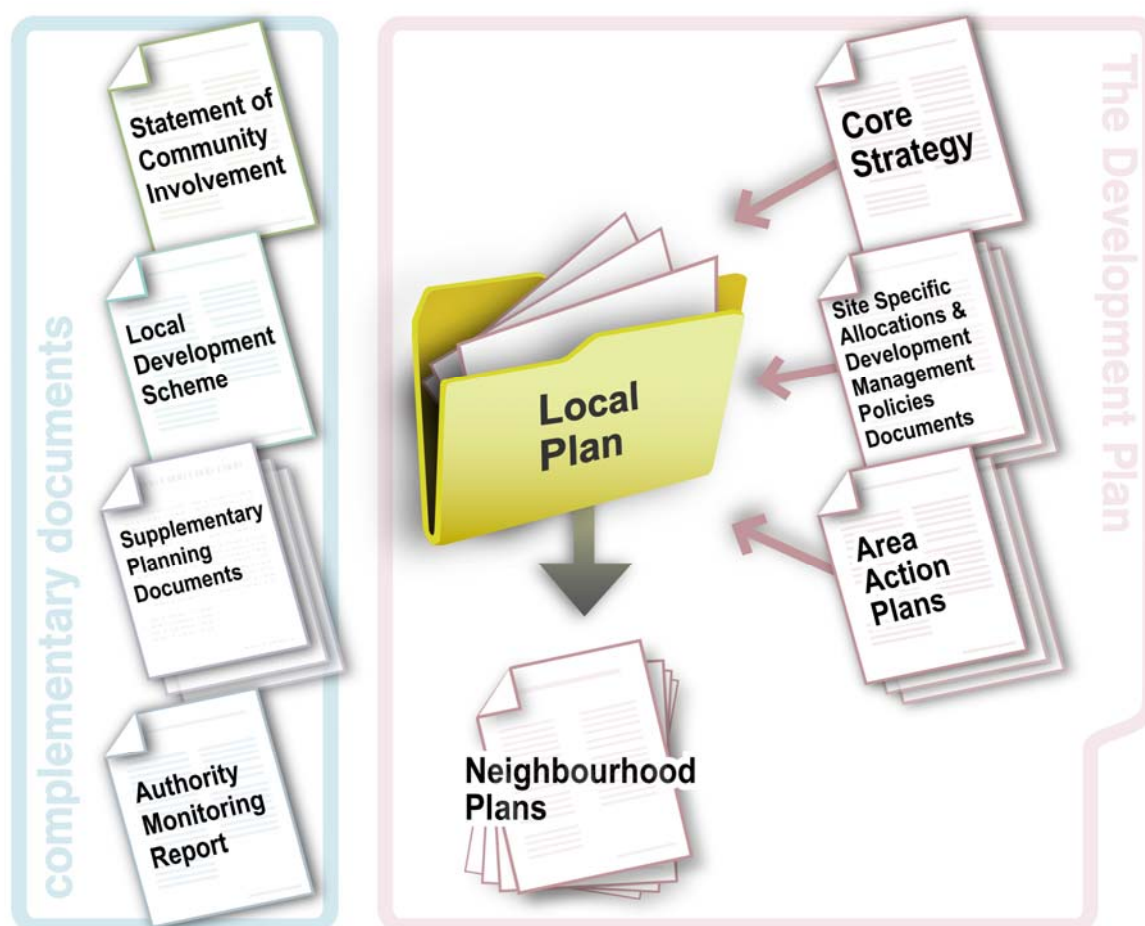 complementary documents
Statement of
Community
Involvement
Local
Development
Scheme
Supplementary
Planning
Documents
Authority
Monitoring
Report
The Development Plan
Local
Plan
Core
Strategy
Site Specific
Allocations &
Development
Management
Policies
Documents
Area
Action
Plans
Neighbourhood
Plans